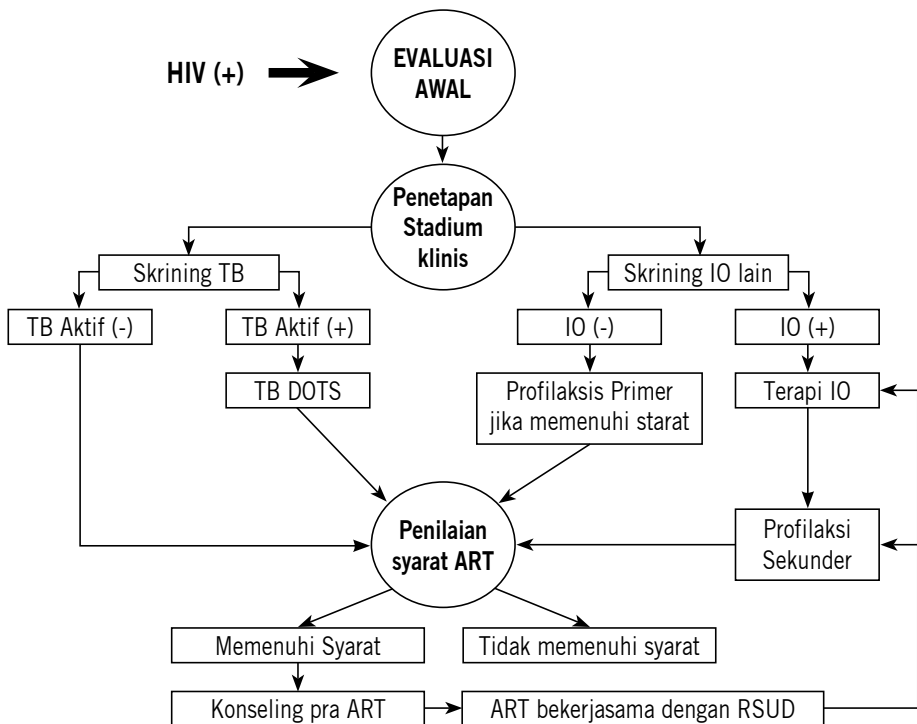 HIV (+)
EVALUASI
AWAL
Penetapan
Stadium
klinis
Skrining TB
Skrining IO lain
TB Aktif (-)
TB Aktif (+)
IO (-)
IO (+)
TB DOTS
Profilaksis Primer
jika memenuhi starat
Terapi IO
Penilaian
syarat ART
Profilaksi
Sekunder
Memenuhi Syarat
Tidak memenuhi syarat
Konseling pra ART
ART bekerjasama dengan RSUD